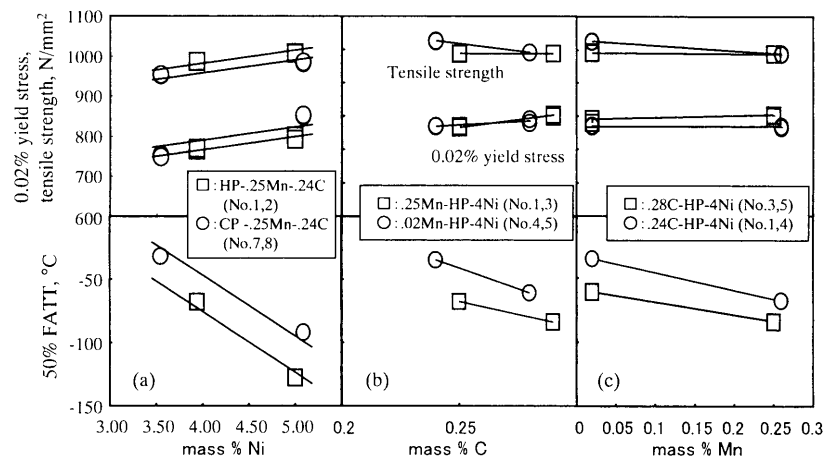 0.02% yield stress,
tensile strength, N/mm²
1100
1000
900
800
700
600
Tensile strength
0.02% yield stress
□ : HP-.25Mn-.24C
(No.1,2)
○ : CP -.25Mn-.24C
(No.7,8)
□ : .25Mn-HP-4Ni (No.1,3)
○ : .02Mn-HP-4Ni (No.4,5)
□ : .28C-HP-4Ni (No.3,5)
○ : .24C-HP-4Ni (No.1,4)
50% FATT, °C
-50
-100
-150
(a)
(b)
(c)
3.00 3.50 4.00 4.50 5.00
0.2 0.25
0 0.05 0.1 0.15 0.2 0.25 0.3
mass % Ni
mass % C
mass % Mn